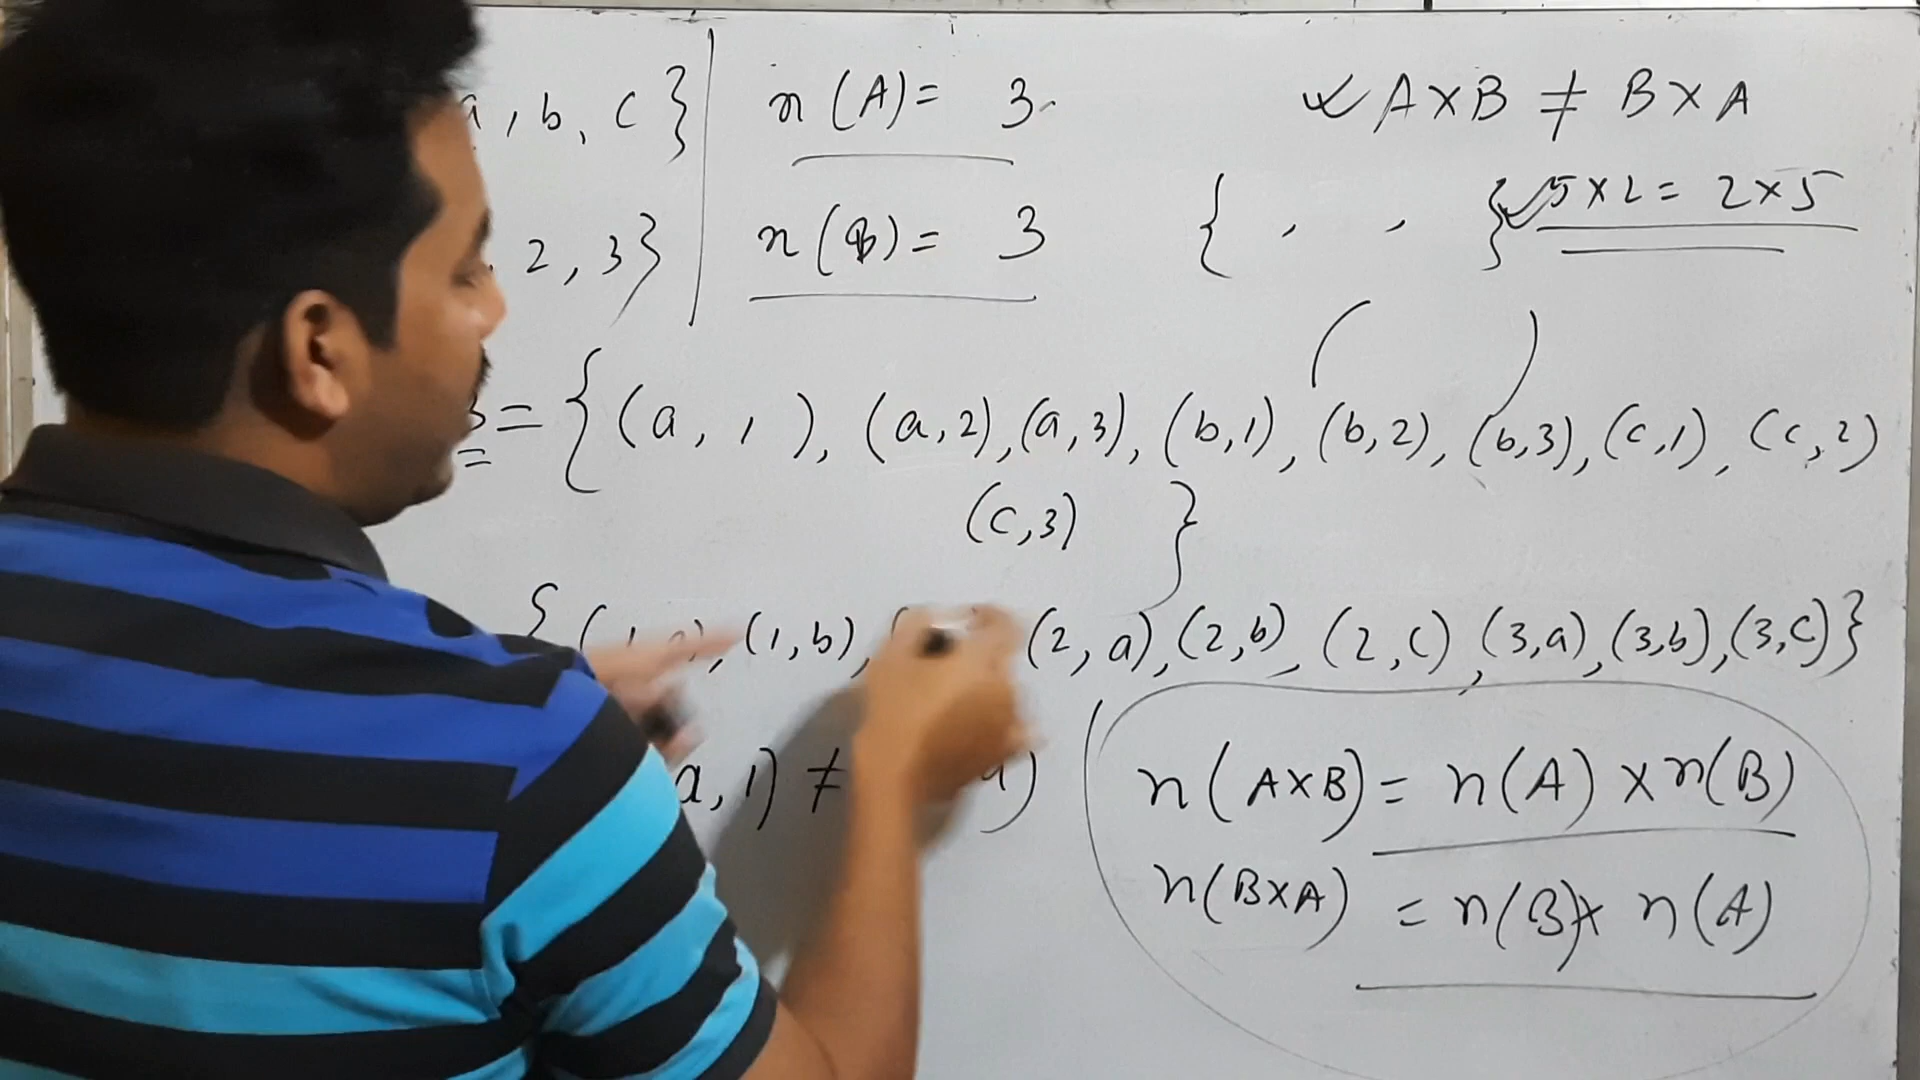 , b, c } | n(A) = 3
2, 3 } | n(B) = 3
A×B ≠ B×A
{ , , } 5×2 = 2×5
( )
= { (a, 1), (a,2), (a,3), (b,1), (b,2), (b,3), (c,1), (c,2)
(c,3) }
{ (1,b), (2,a), (2,b), (2,c), (3,a), (3,b), (3,c) }
a, 1) ≠
n(A×B) = n(A) × n(B)
n(B×A) = n(B) × n(A)